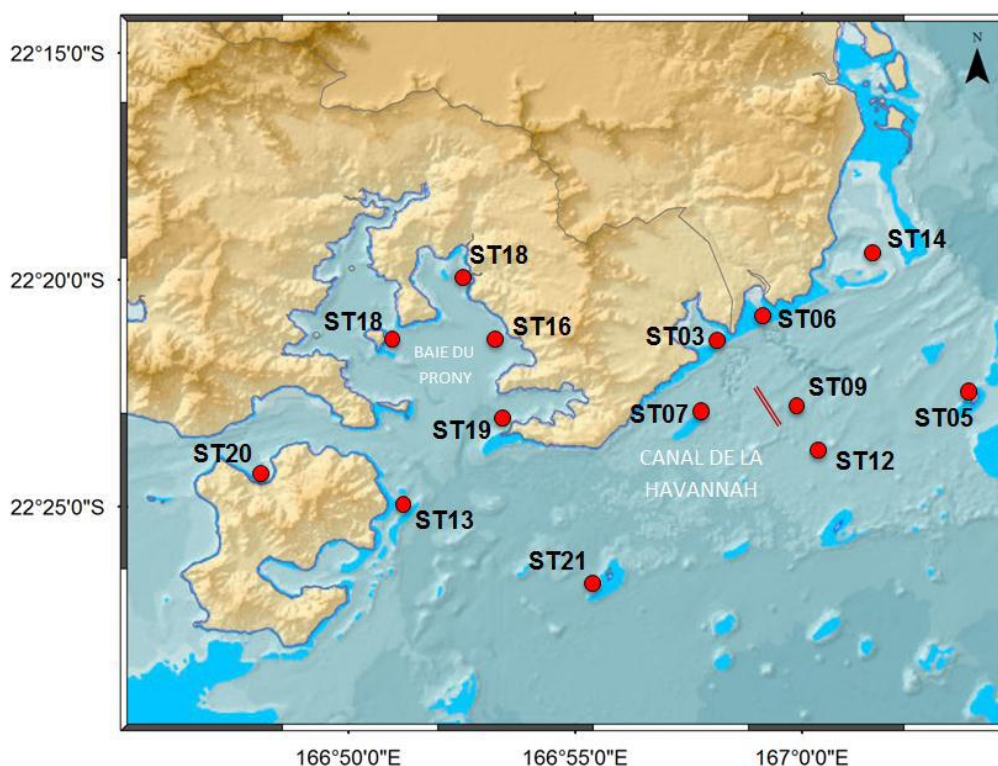 22°15'0"S
N
ST18
ST14
22°20'0"S
ST18
ST16
ST06
BAIE DU
PRONY
ST03
ST09
ST07
ST05
ST19
CANAL DE LA
HAVANNAH
ST12
ST20
22°25'0"S
ST13
ST21
166°50'0"E
166°55'0"E
167°0'0"E